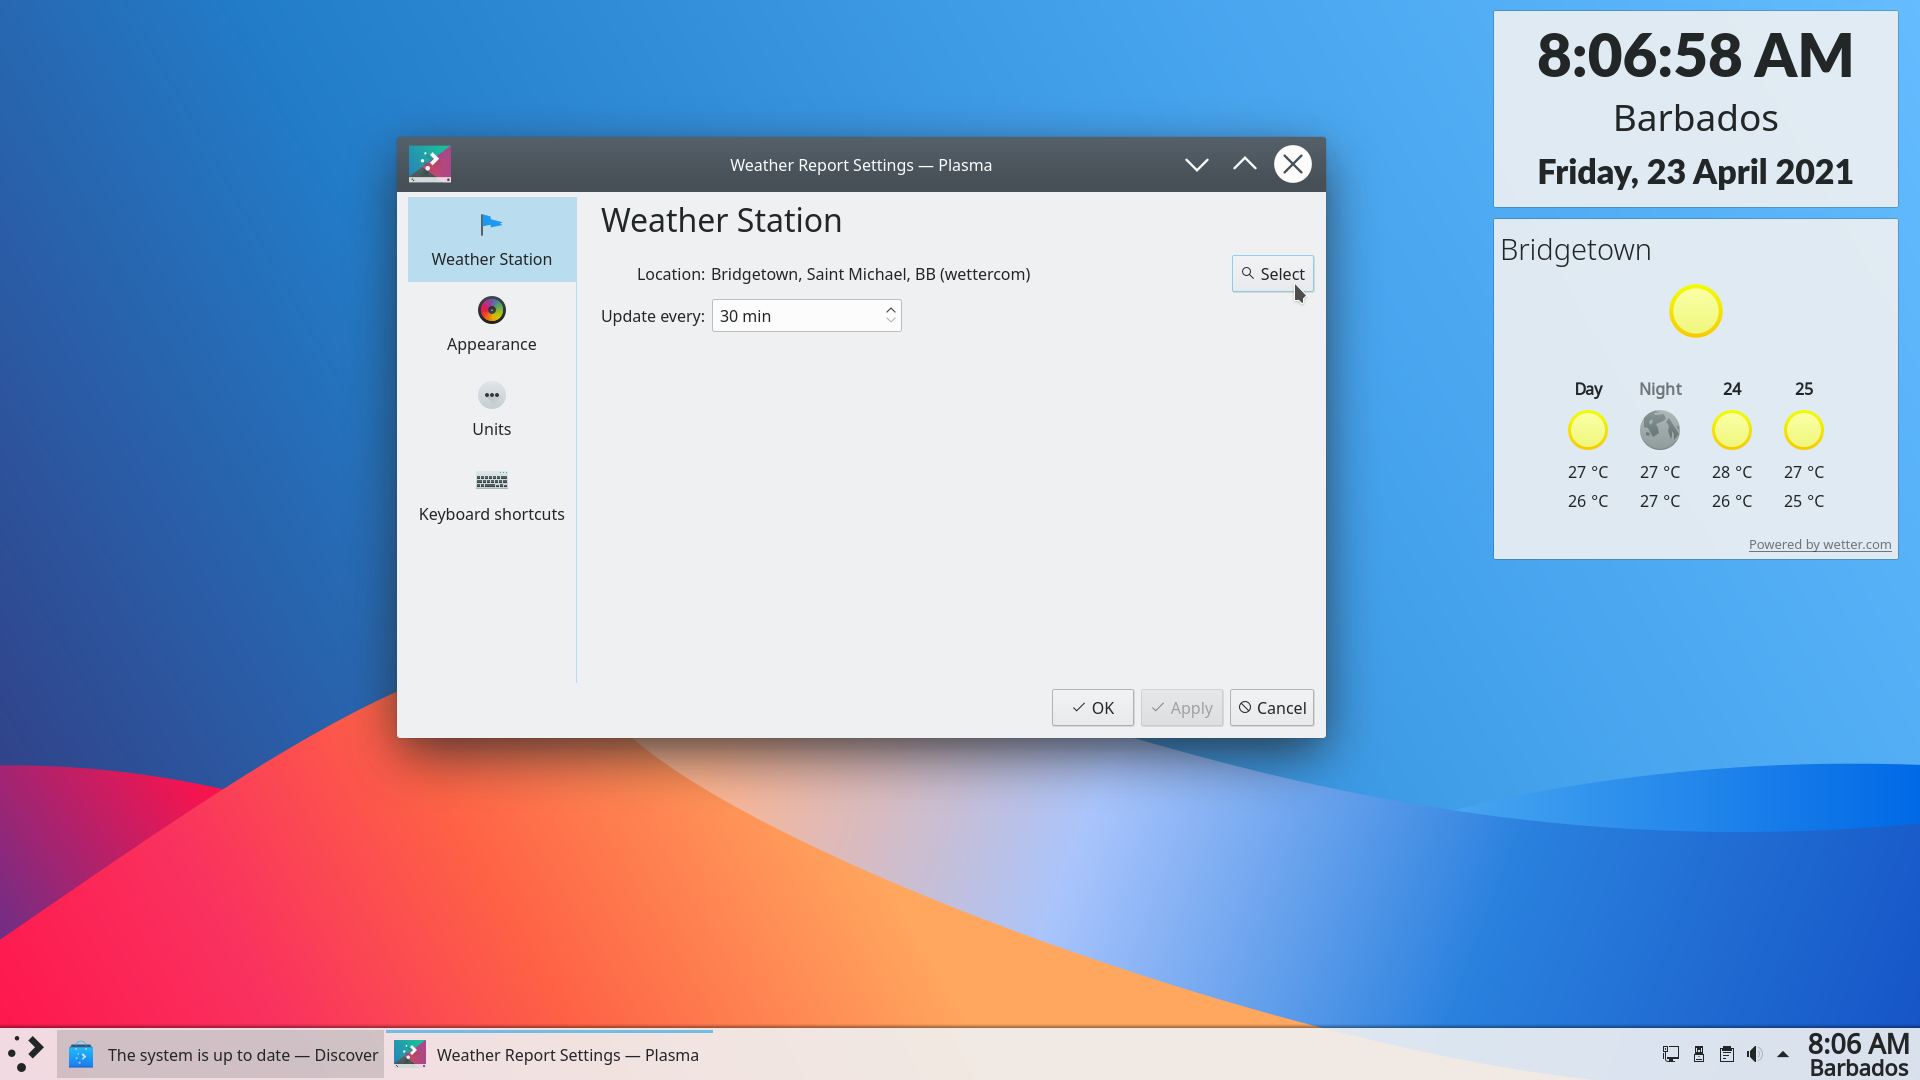 8:06:58 AM
Barbados
Friday, 23 April 2021
Weather Report Settings — Plasma
Weather Station
Appearance
Units
Keyboard shortcuts
Weather Station
Location: Bridgetown, Saint Michael, BB (wettercom)
Select
Update every: 30 min
OK Apply Cancel
Bridgetown
Day Night 24 25
27 °C 27 °C 28 °C 27 °C
26 °C 27 °C 26 °C 25 °C
Powered by wetter.com
The system is up to date — Discover
Weather Report Settings — Plasma
8:06 AM
Barbados